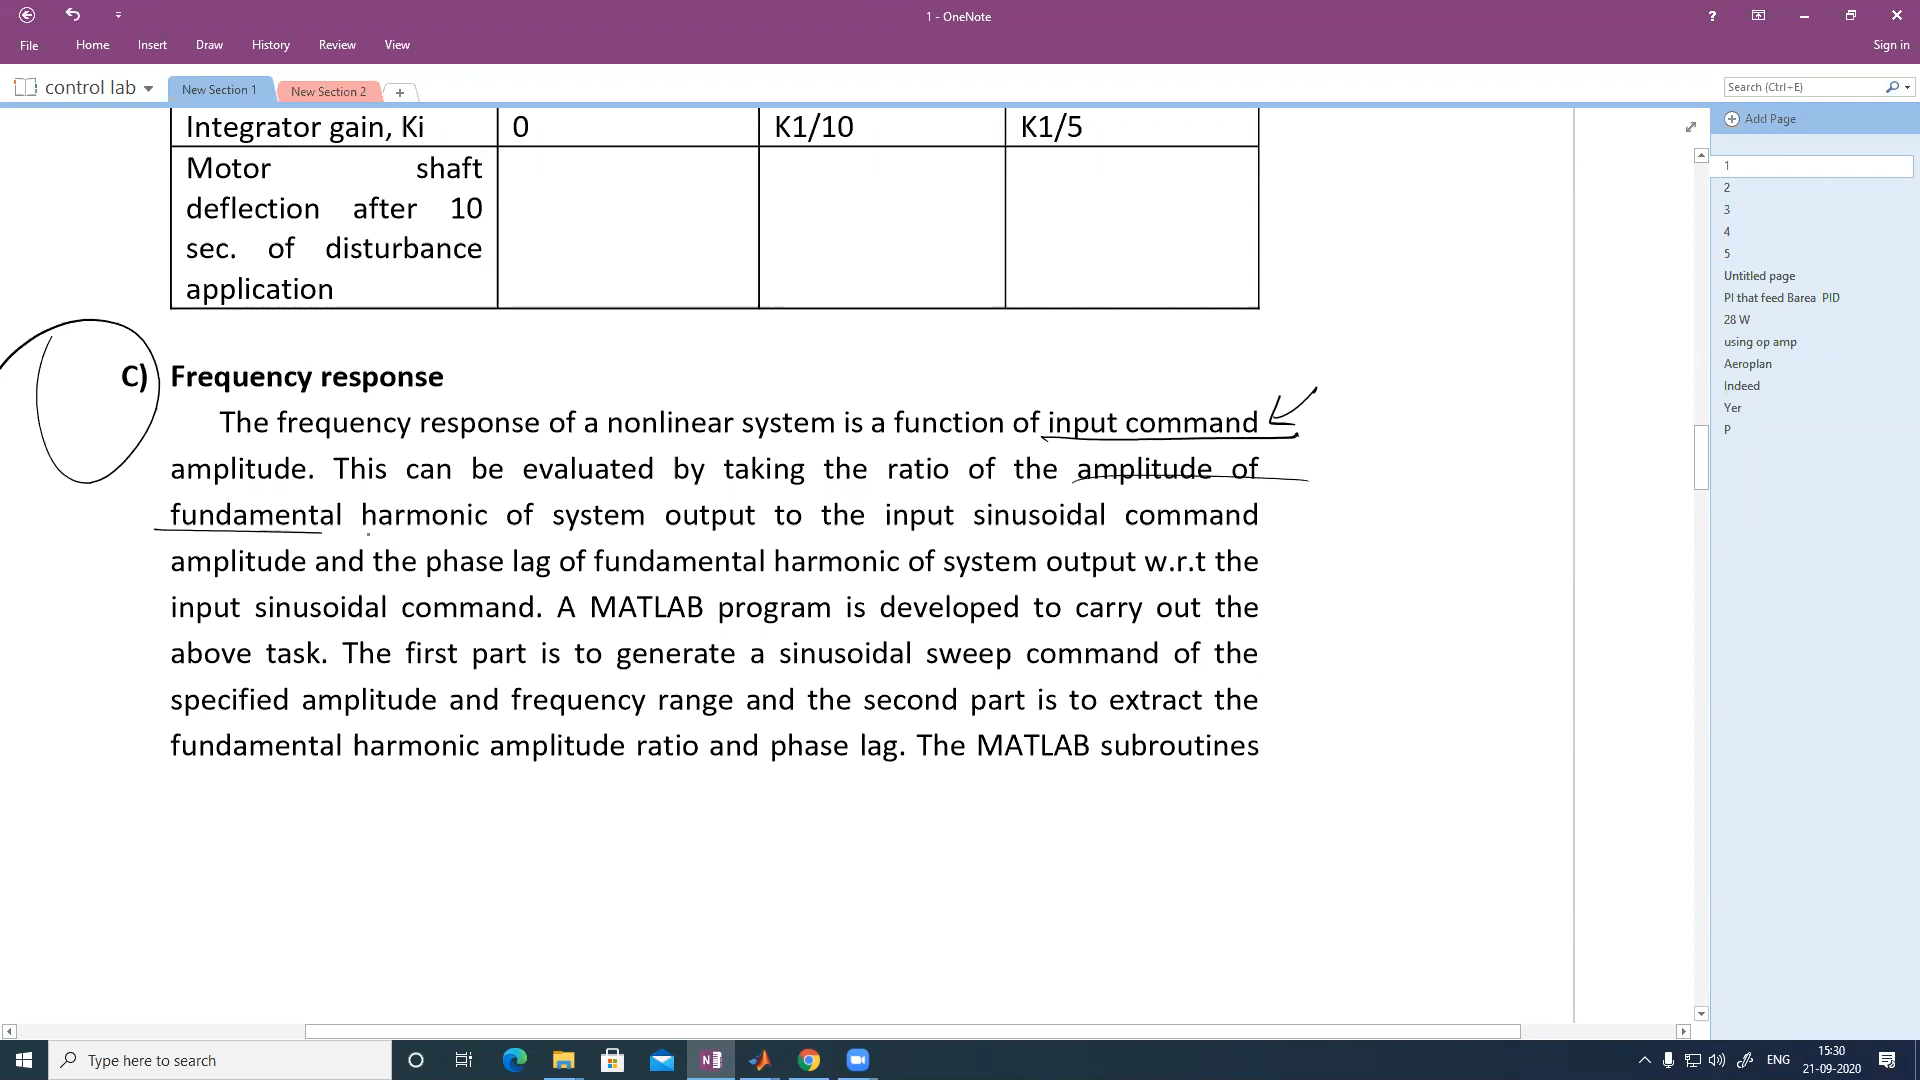 1 - OneNote
?
File Home Insert Draw History Review View
Sign in
control lab New Section 1 New Section 2 +
Search (Ctrl+E)
Add Page
Integrator gain, Ki 0 K1/10 K1/5
Motor shaft
deflection after 10
sec. of disturbance
application
C) Frequency response
The frequency response of a nonlinear system is a function of input command
amplitude. This can be evaluated by taking the ratio of the amplitude of
fundamental harmonic of system output to the input sinusoidal command
amplitude and the phase lag of fundamental harmonic of system output w.r.t the
input sinusoidal command. A MATLAB program is developed to carry out the
above task. The first part is to generate a sinusoidal sweep command of the
specified amplitude and frequency range and the second part is to extract the
fundamental harmonic amplitude ratio and phase lag. The MATLAB subroutines
1
2
3
4
5
Untitled page
PI that feed Barea PID
28 W
using op amp
Aeroplan
Indeed
Yer
P
Type here to search
N
ENG
15:30
21-09-2020